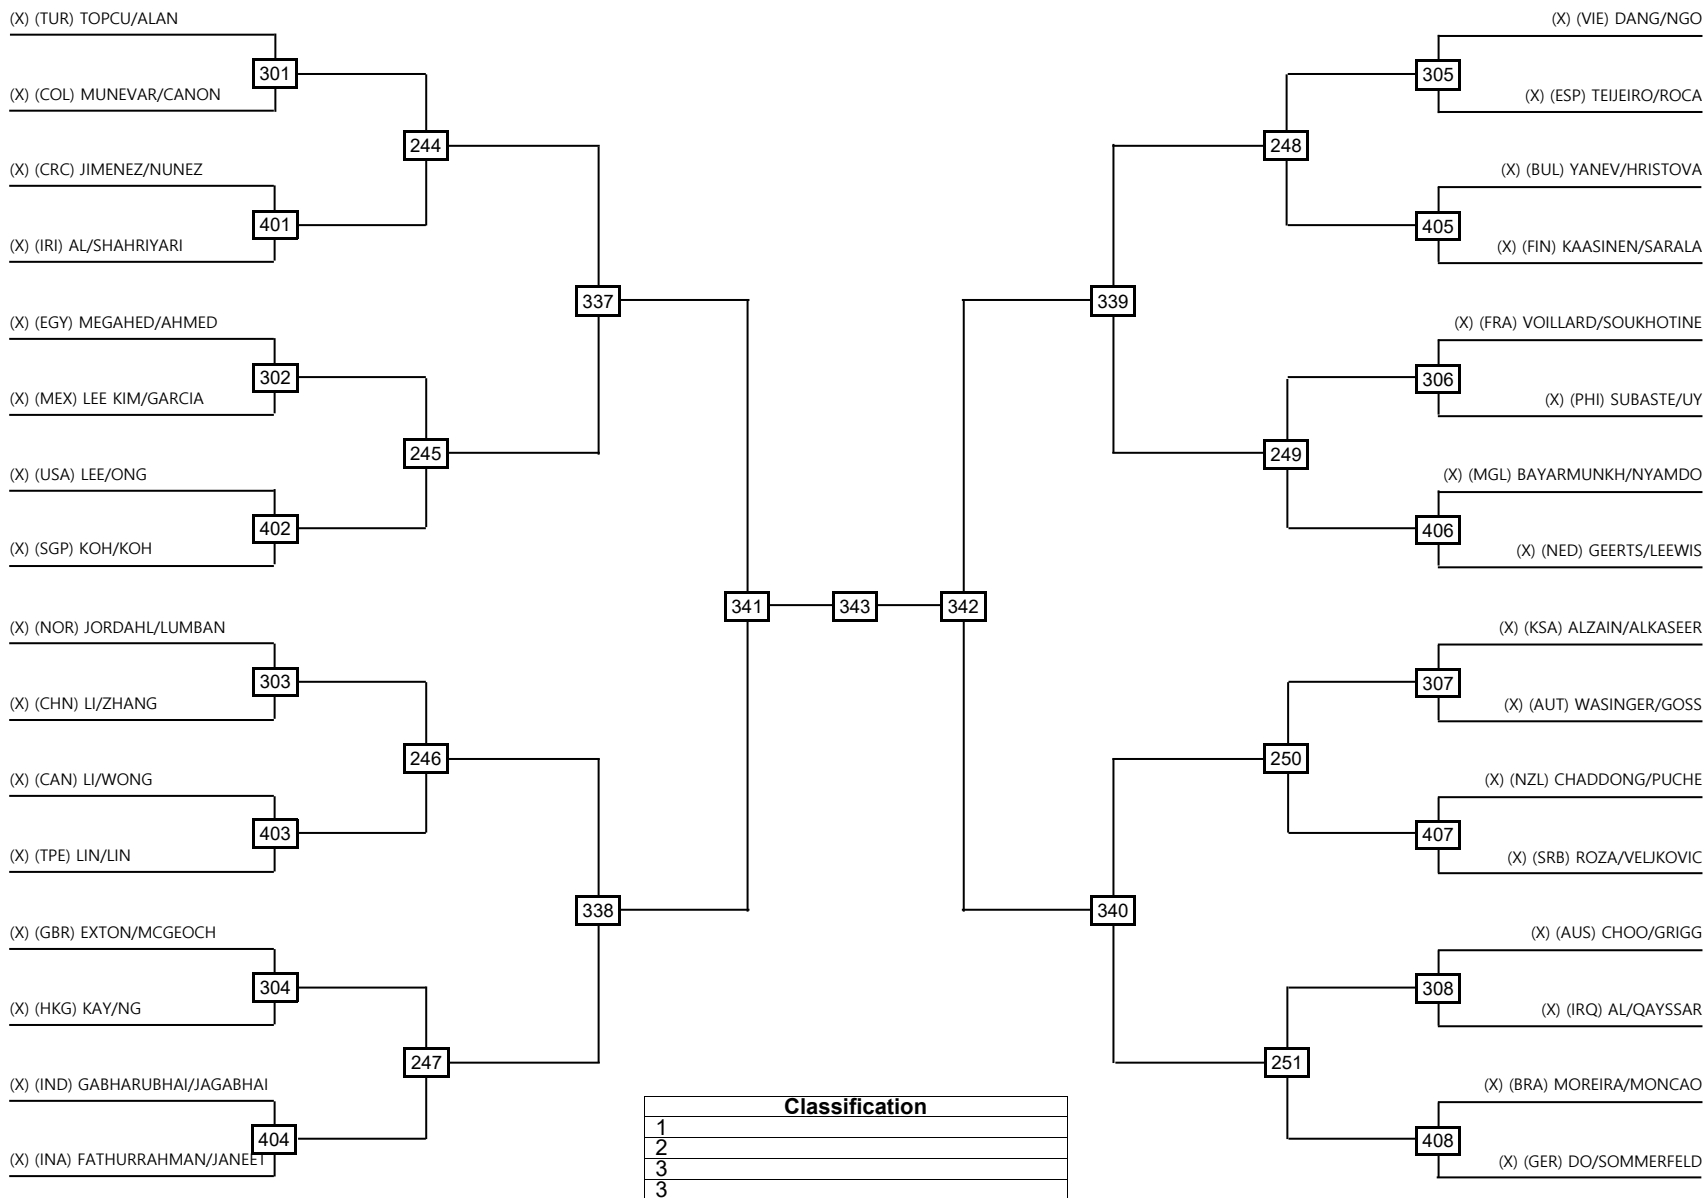 (X) (TUR) TOPCU/ALAN
301
(X) (COL) MUNEVAR/CANON
244
(X) (CRC) JIMENEZ/NUNEZ
401
(X) (IRI) AL/SHAHRIYARI
337
(X) (EGY) MEGAHED/AHMED
302
(X) (MEX) LEE KIM/GARCIA
245
(X) (USA) LEE/ONG
402
(X) (SGP) KOH/KOH
341
(X) (NOR) JORDAHL/LUMBAN
303
(X) (CHN) LI/ZHANG
246
(X) (CAN) LI/WONG
403
(X) (TPE) LIN/LIN
338
(X) (GBR) EXTON/MCGEOCH
304
(X) (HKG) KAY/NG
247
(X) (IND) GABHARUBHAI/JAGABHAI
404
(X) (INA) FATHURRAHMAN/JANEET
343
(X) (VIE) DANG/NGO
305
(X) (ESP) TEIJEIRO/ROCA
248
(X) (BUL) YANEV/HRISTOVA
405
(X) (FIN) KAASINEN/SARALA
339
(X) (FRA) VOILLARD/SOUKHOTINE
306
(X) (PHI) SUBASTE/UY
249
(X) (MGL) BAYARMUNKH/NYAMDO
406
(X) (NED) GEERTS/LEEWIS
342
(X) (KSA) ALZAIN/ALKASEER
307
(X) (AUT) WASINGER/GOSS
250
(X) (NZL) CHADDONG/PUCHE
407
(X) (SRB) ROZA/VELJKOVIC
340
(X) (AUS) CHOO/GRIGG
308
(X) (IRQ) AL/QAYSSAR
251
(X) (BRA) MOREIRA/MONCAO
408
(X) (GER) DO/SOMMERFELD
Classification
1
2
3
3